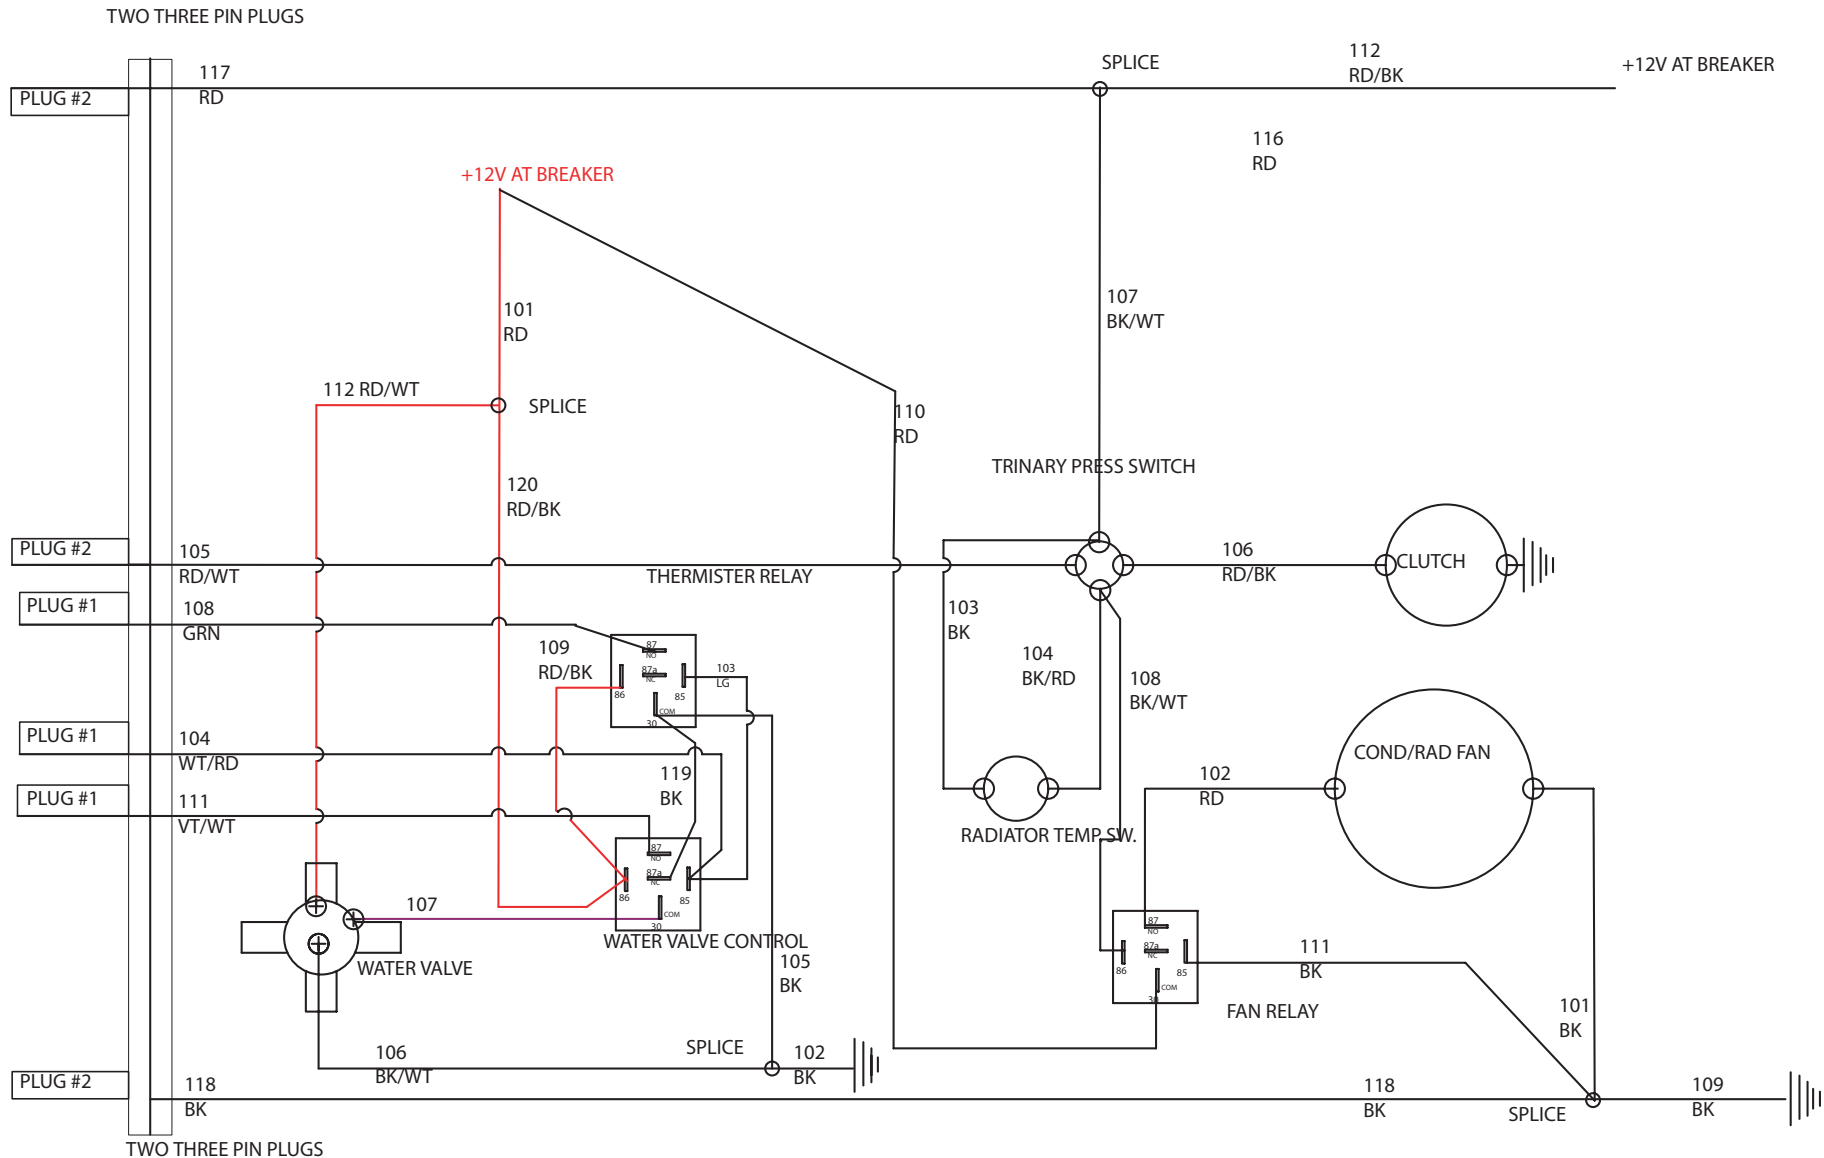 TWO THREE PIN PLUGS
117
RD
PLUG #2
SPLICE
112
RD/BK
+12V AT BREAKER
116
RD
+12V AT BREAKER
101
RD
107
BK/WT
112 RD/WT
SPLICE
110
RD
120
RD/BK
TRINARY PRESS SWITCH
PLUG #2
105
RD/WT
THERMISTER RELAY
106
RD/BK
CLUTCH
PLUG #1
108
GRN
109
RD/BK
87
NO
87a
NC
86
85
COM
30
103
LG
103
BK
104
BK/RD
108
BK/WT
PLUG #1
104
WT/RD
119
BK
COND/RAD FAN
102
RD
PLUG #1
111
VT/WT
RADIATOR TEMP SW.
87
NO
87a
NC
86
85
COM
30
107
WATER VALVE CONTROL
WATER VALVE
105
BK
87
NO
87a
NC
86
85
COM
30
111
BK
FAN RELAY
101
BK
106
BK/WT
SPLICE
102
BK
PLUG #2
118
BK
118
BK
SPLICE
109
BK
TWO THREE PIN PLUGS